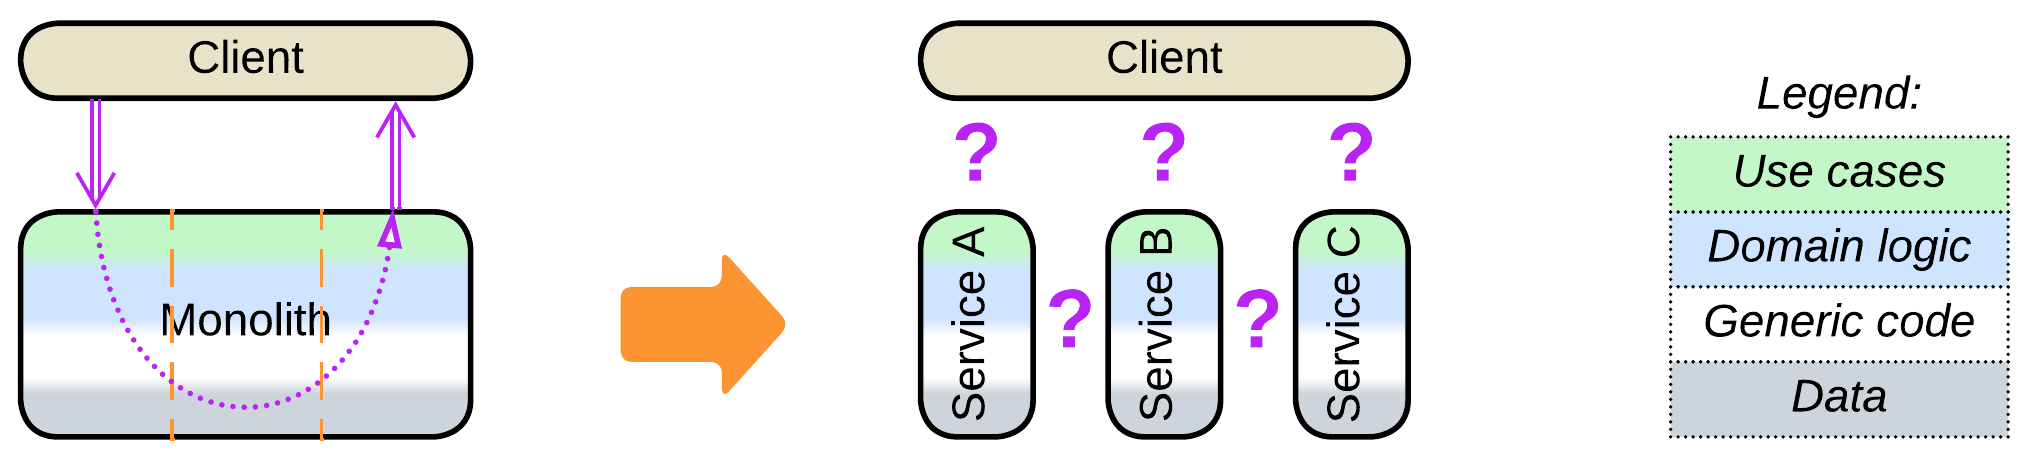 Client
Monolith
Client
?
?
?
Service A
?
Service B
?
Service C
Legend:
Use cases
Domain logic
Generic code
Data